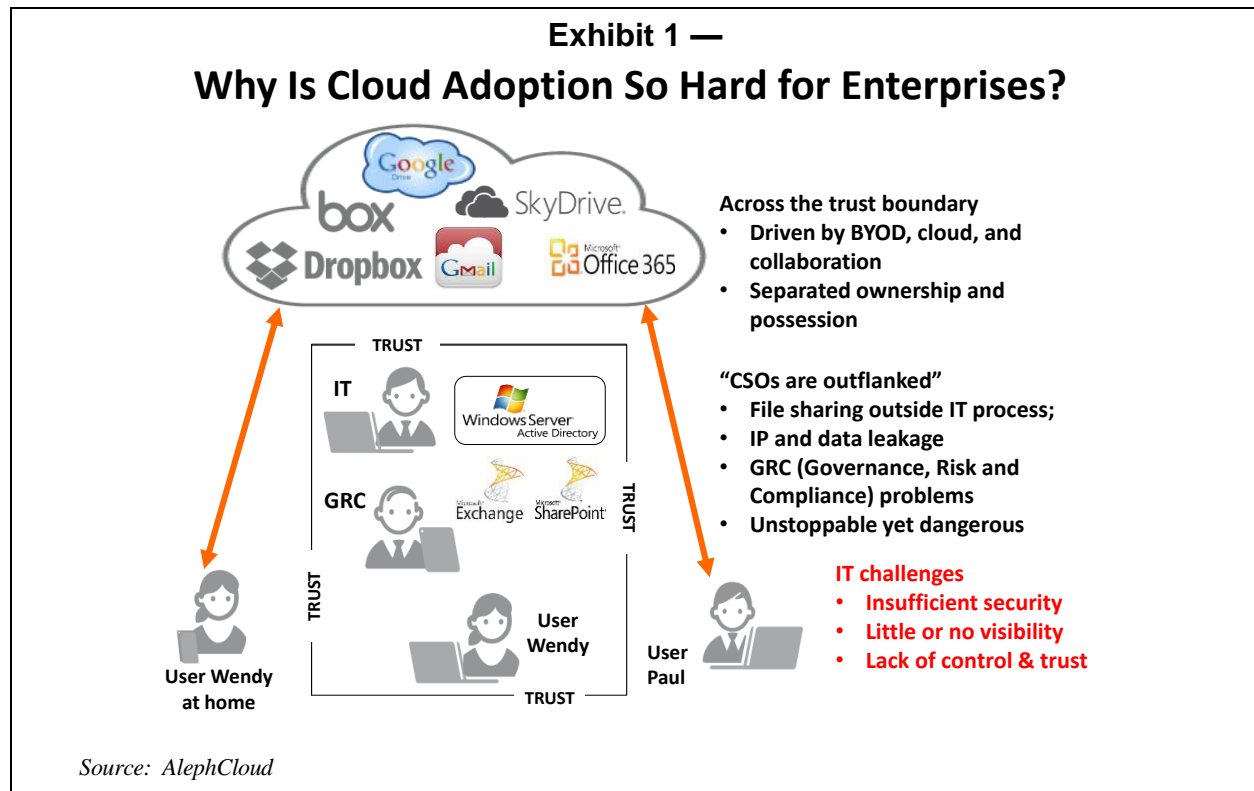 Exhibit 1 —
Why Is Cloud Adoption So Hard for Enterprises?
Google
Drive
box
SkyDrive.
Dropbox
GMail
Microsoft
Office 365
Across the trust boundary
• Driven by BYOD, cloud, and
collaboration
• Separated ownership and
possession
"CSOs are outflanked"
• File sharing outside IT process;
• IP and data leakage
• GRC (Governance, Risk and
Compliance) problems
• Unstoppable yet dangerous
IT challenges
• Insufficient security
• Little or no visibility
• Lack of control & trust
TRUST
IT
Windows Server
Active Directory
GRC
Microsoft
Exchange
Microsoft
SharePoint
TRUST
TRUST
User
Wendy
TRUST
User Wendy
at home
User
Paul
Source: AlephCloud